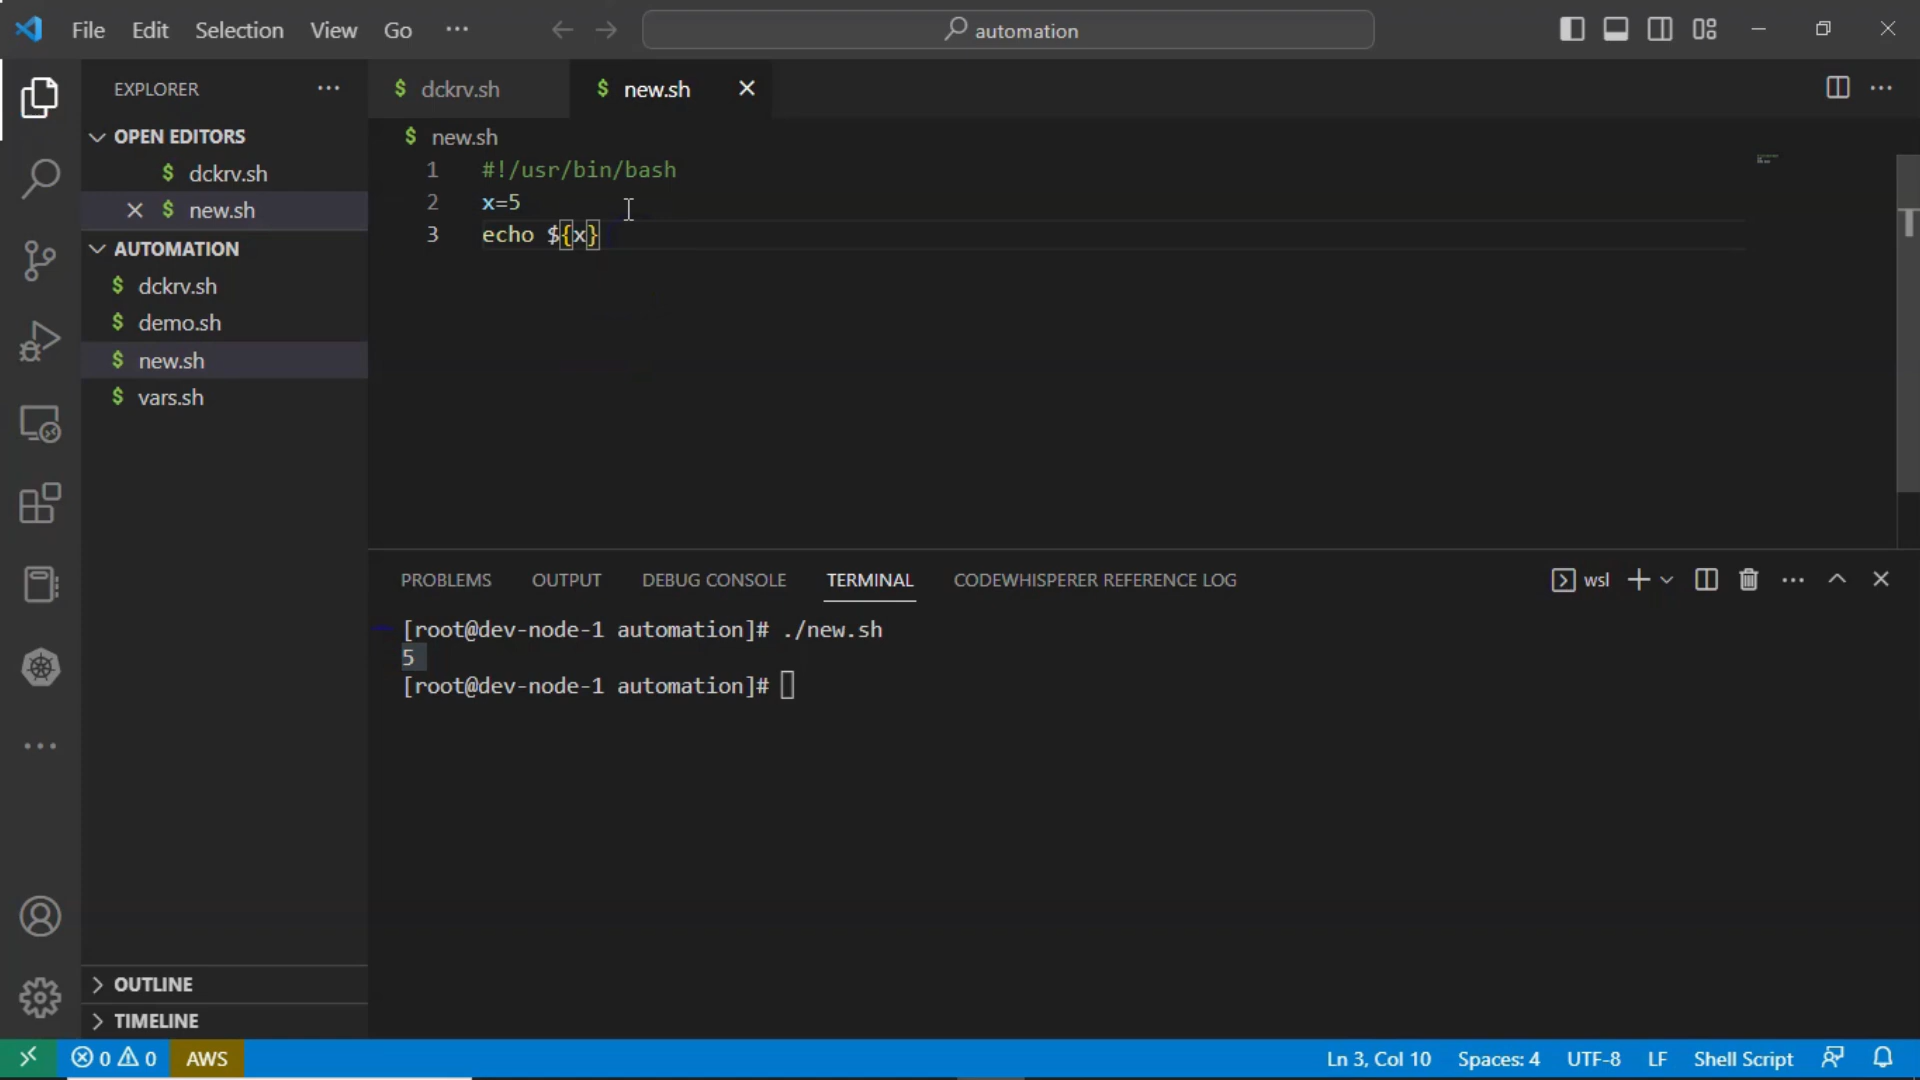 File Edit Selection View Go ···
automation
EXPLORER ···
OPEN EDITORS
$ dckrv.sh
$ new.sh
AUTOMATION
$ dckrv.sh
$ demo.sh
$ new.sh
$ vars.sh
OUTLINE
TIMELINE
$ dckrv.sh $ new.sh
$ new.sh
1 #!/usr/bin/bash
2 x=5
3 echo ${x}
T
PROBLEMS OUTPUT DEBUG CONSOLE TERMINAL CODEWHISPERER REFERENCE LOG
wsl
[root@dev-node-1 automation]# ./new.sh
5
[root@dev-node-1 automation]#
0 0 AWS Ln 3, Col 10 Spaces: 4 UTF-8 LF Shell Script